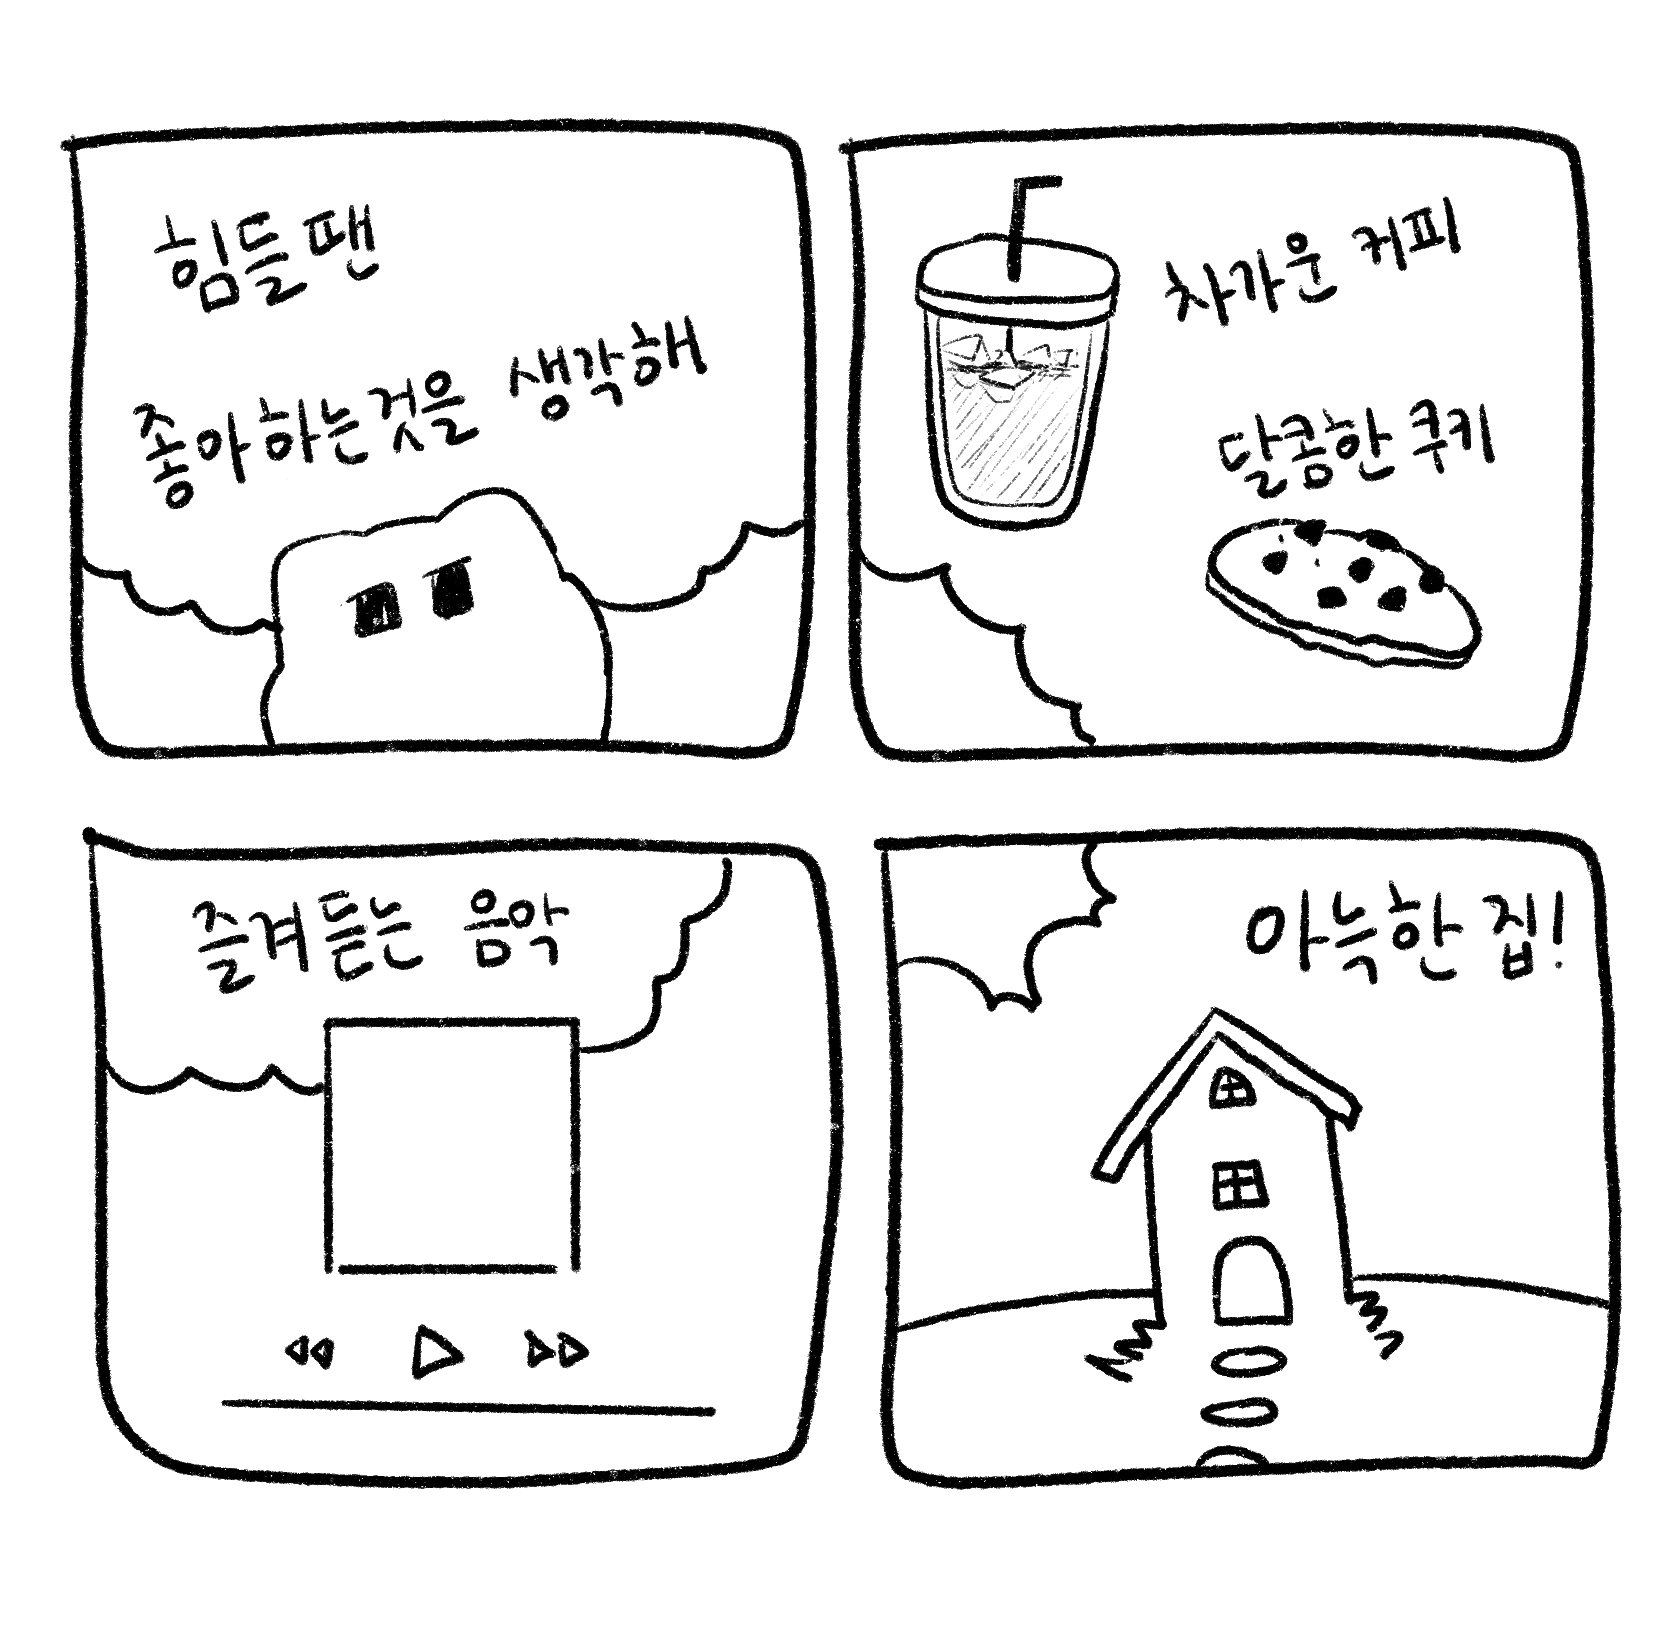 힘들땐
좋아하는것을 생각해
차가운 커피
달콤한 쿠키
즐겨듣는 음악
아늑한 집!